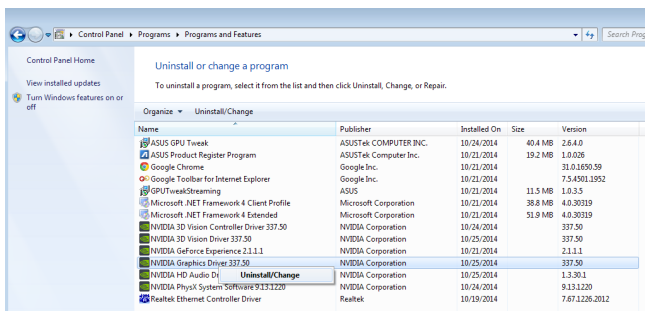 Control Panel Programs Programs and Features Search Prog
Control Panel Home
View installed updates
Turn Windows features on or
off
Uninstall or change a program
To uninstall a program, select it from the list and then click Uninstall, Change, or Repair.
Organize Uninstall/Change
Name Publisher Installed On Size Version
ASUS GPU Tweak ASUSTek COMPUTER INC. 10/24/2014 40.4 MB 2.6.4.0
ASUS Product Register Program ASUSTek Computer Inc. 10/21/2014 19.2 MB 1.0.026
Google Chrome Google Inc. 10/21/2014 31.0.1650.59
Google Toolbar for Internet Explorer Google Inc. 10/21/2014 7.5.4501.1952
GPUTweakStreaming ASUS 10/21/2014 11.5 MB 1.0.3.5
Microsoft .NET Framework 4 Client Profile Microsoft Corporation 10/21/2014 38.8 MB 4.0.30319
Microsoft .NET Framework 4 Extended Microsoft Corporation 10/21/2014 51.9 MB 4.0.30319
NVIDIA 3D Vision Controller Driver 337.50 NVIDIA Corporation 10/24/2014 337.50
NVIDIA 3D Vision Driver 337.50 NVIDIA Corporation 10/25/2014 337.50
NVIDIA GeForce Experience 2.1.1.1 NVIDIA Corporation 10/21/2014 2.1.1.1
NVIDIA Graphics Driver 337.50 NVIDIA Corporation 10/25/2014 337.50
NVIDIA HD Audio Dr Uninstall/Change NVIDIA Corporation 10/25/2014 1.3.30.1
NVIDIA PhysX System Software 9.13.1220 NVIDIA Corporation 10/24/2014 9.13.1220
Realtek Ethernet Controller Driver Realtek 10/19/2014 7.67.1226.2012